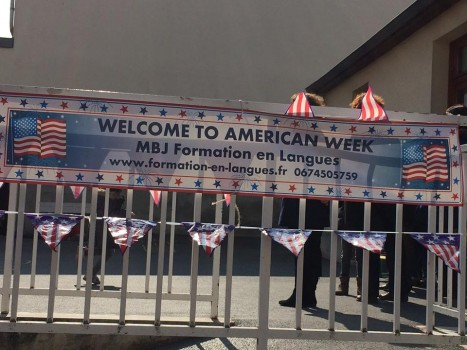 WELCOME TO AMERICAN WEEK
MBJ Formation en Langues
www.formation-en-langues.fr 0674505759